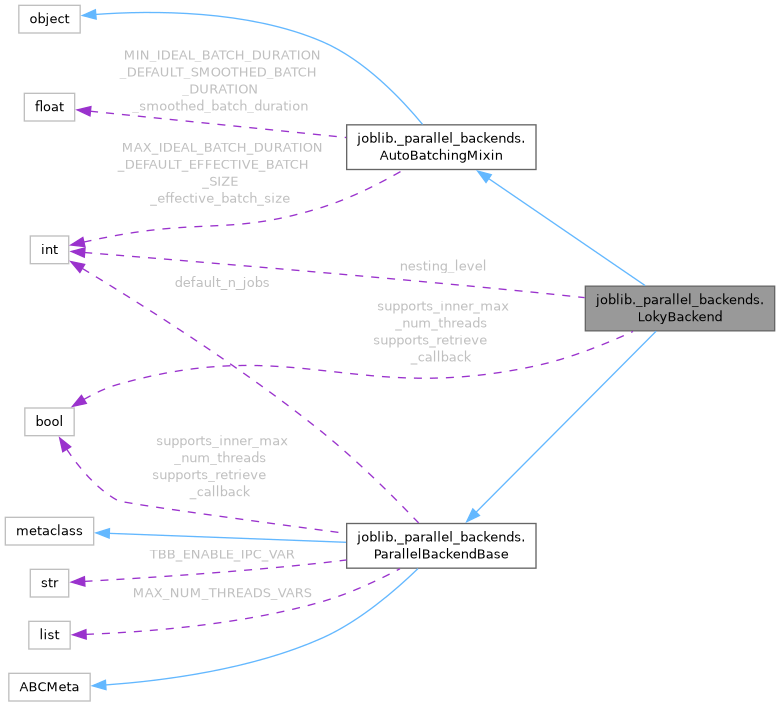 object
MIN_IDEAL_BATCH_DURATION
_DEFAULT_SMOOTHED_BATCH
_DURATION
_smoothed_batch_duration
float
joblib._parallel_backends.
AutoBatchingMixin
MAX_IDEAL_BATCH_DURATION
_DEFAULT_EFFECTIVE_BATCH
_SIZE
_effective_batch_size
int
nesting_level
default_n_jobs
joblib._parallel_backends.
LokyBackend
supports_inner_max
_num_threads
supports_retrieve
_callback
bool
supports_inner_max
_num_threads
supports_retrieve
_callback
metaclass
joblib._parallel_backends.
ParallelBackendBase
TBB_ENABLE_IPC_VAR
str
MAX_NUM_THREADS_VARS
list
ABCMeta